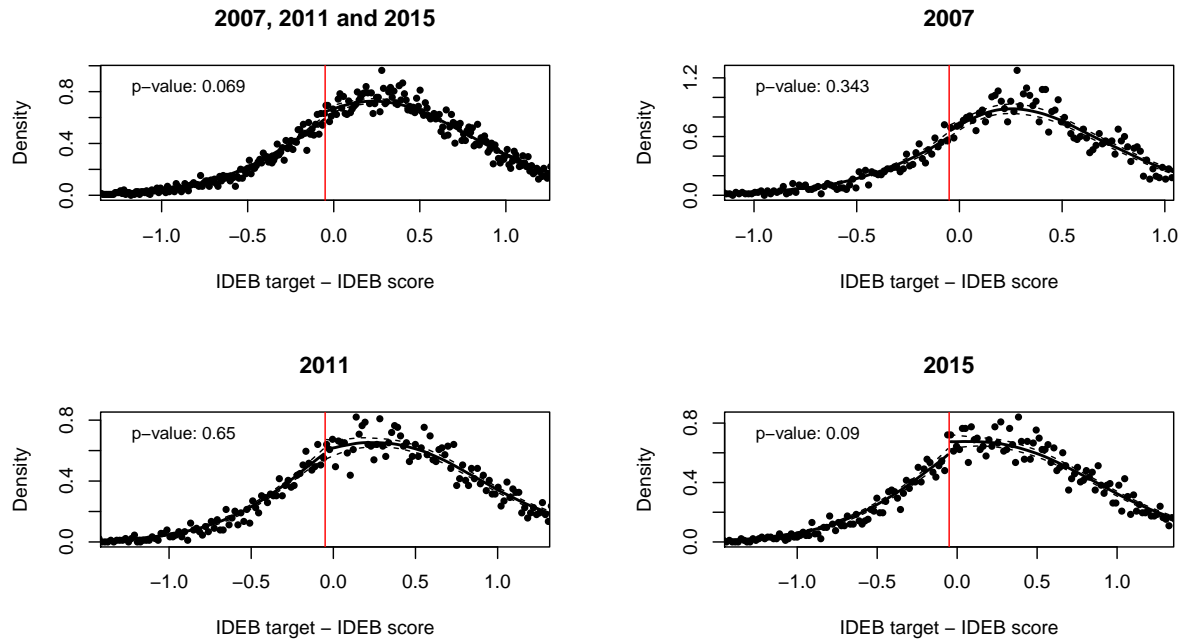 2007, 2011 and 2015
p−value: 0.069
Density
0.0 0.4 0.8
−1.0 −0.5 0.0 0.5 1.0
IDEB target − IDEB score
2007
p−value: 0.343
Density
0.0 0.6 1.2
−1.0 −0.5 0.0 0.5 1.0
IDEB target − IDEB score
2011
p−value: 0.65
Density
0.0 0.4 0.8
−1.0 −0.5 0.0 0.5 1.0
IDEB target − IDEB score
2015
p−value: 0.09
Density
0.0 0.4 0.8
−1.0 −0.5 0.0 0.5 1.0
IDEB target − IDEB score